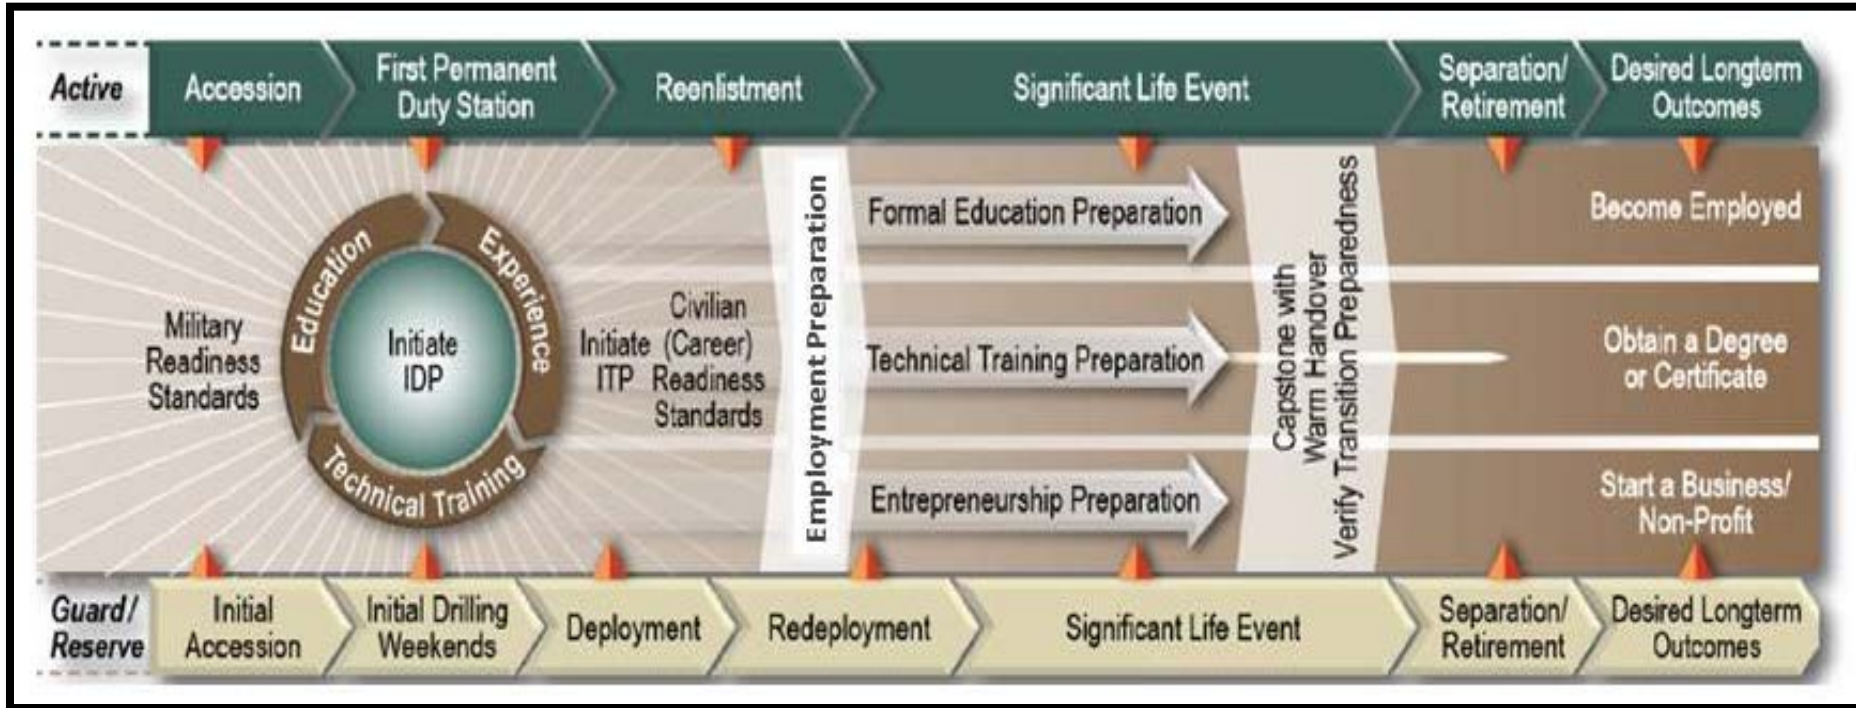 Active
Accession
First Permanent
Duty Station
Reenlistment
Significant Life Event
Separation/
Retirement
Desired Longterm
Outcomes
Military
Readiness
Standards
Education
Experience
Technical Training
Initiate
IDP
Initiate
ITP
Civilian
(Career)
Readiness
Standards
Employment Preparation
Formal Education Preparation
Technical Training Preparation
Entrepreneurship Preparation
Capstone with
Warm Handover
Verify Transition Preparedness
Become Employed
Obtain a Degree
or Certificate
Start a Business/
Non-Profit
Guard/
Reserve
Initial
Accession
Initial Drilling
Weekends
Deployment
Redeployment
Significant Life Event
Separation/
Retirement
Desired Longterm
Outcomes